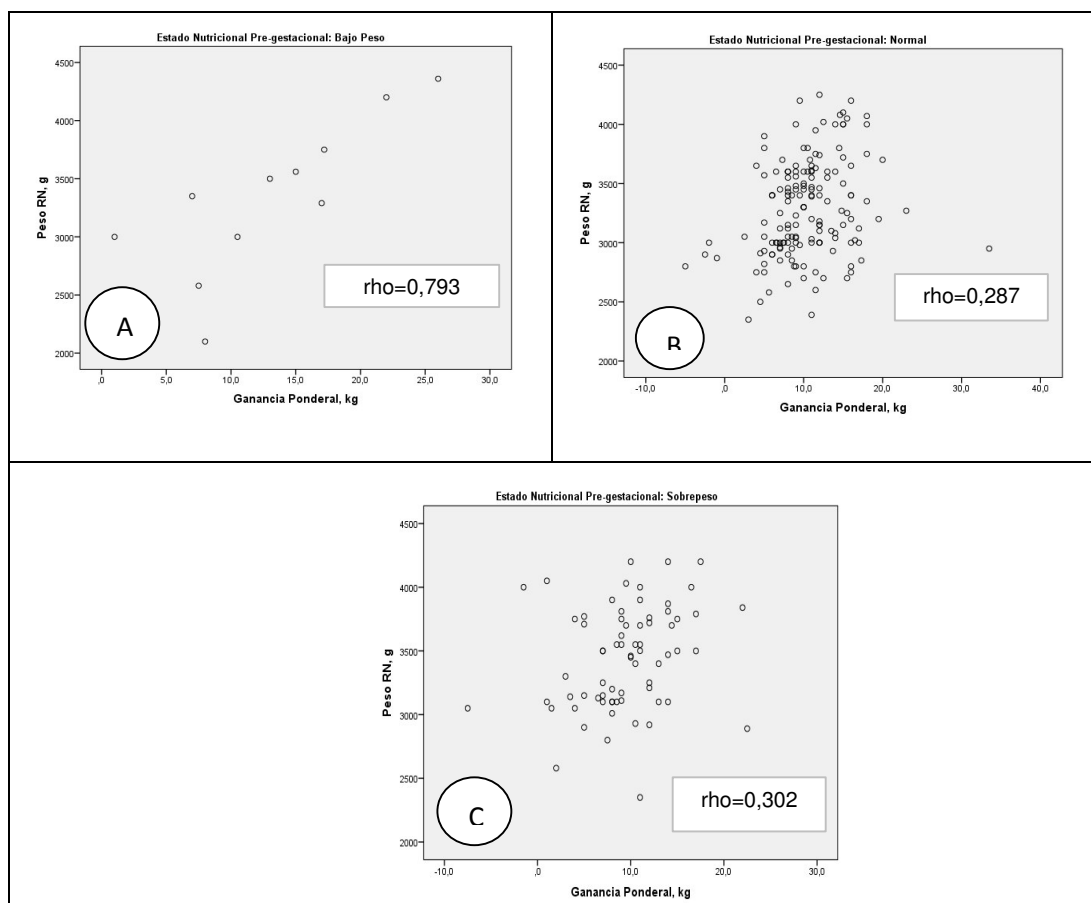 Estado Nutricional Pre-gestacional: Bajo Peso
4500
4000
3500
3000
2500
2000
Peso RN, g
,0
5,0
10,0
15,0
20,0
25,0
30,0
Ganancia Ponderal, kg
rho=0,793
A
Estado Nutricional Pre-gestacional: Normal
4500
4000
3500
3000
2500
2000
Peso RN, g
-10,0
,0
10,0
20,0
30,0
40,0
Ganancia Ponderal, kg
rho=0,287
B
Estado Nutricional Pre-gestacional: Sobrepeso
4500
4000
3500
3000
2500
2000
Peso RN, g
-10,0
,0
10,0
20,0
30,0
Ganancia Ponderal, kg
rho=0,302
C